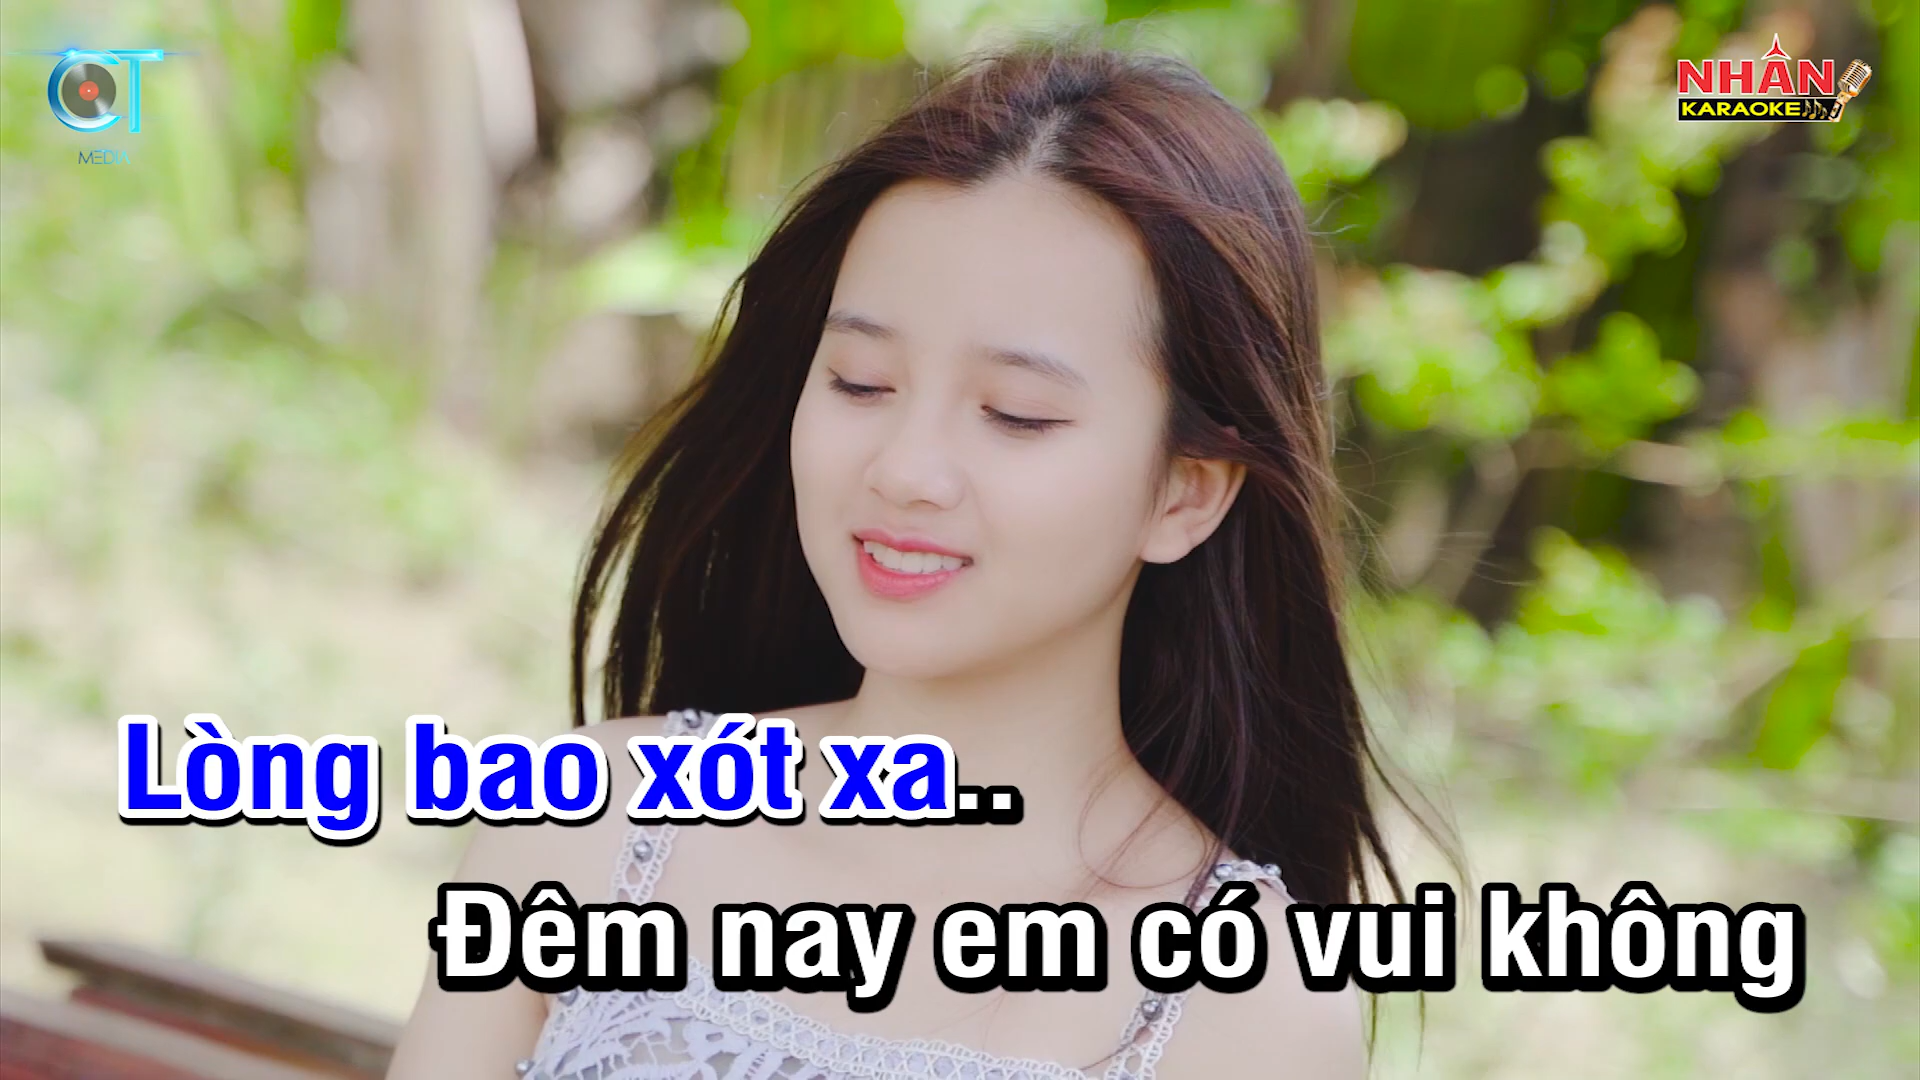 CT
MEDIA
NHÂN
KARAOKE
Lòng bao xót xa..
Đêm nay em có vui không